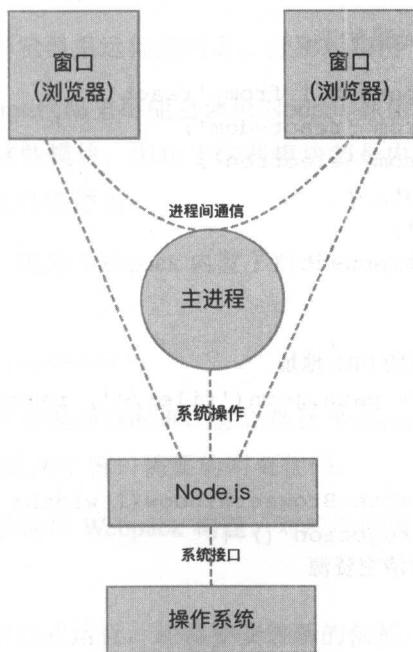 窗口
(浏览器)
窗口
(浏览器)
进程间通信
主进程
系统操作
Node.js
系统接口
操作系统